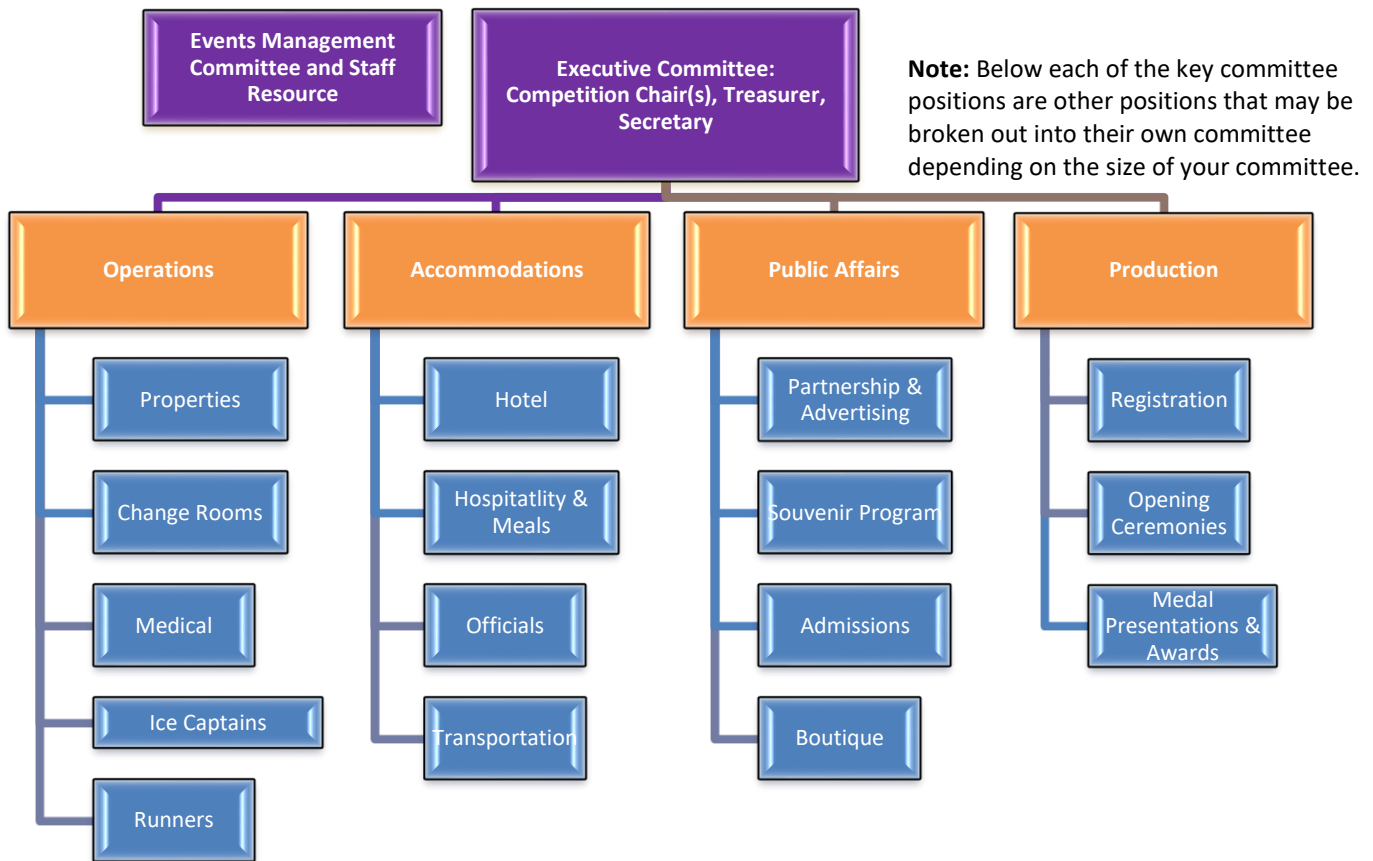 Events Management
Committee and Staff
Resource
Executive Committee:
Competition Chair(s), Treasurer,
Secretary
Note: Below each of the key committee
positions are other positions that may be
broken out into their own committee
depending on the size of your committee.
Operations
Accommodations
Public Affairs
Production
Properties
Change Rooms
Medical
Ice Captains
Runners
Hotel
Hospitatlity &
Meals
Officials
Transportation
Partnership &
Advertising
Souvenir Program
Admissions
Boutique
Registration
Opening
Ceremonies
Medal
Presentations &
Awards